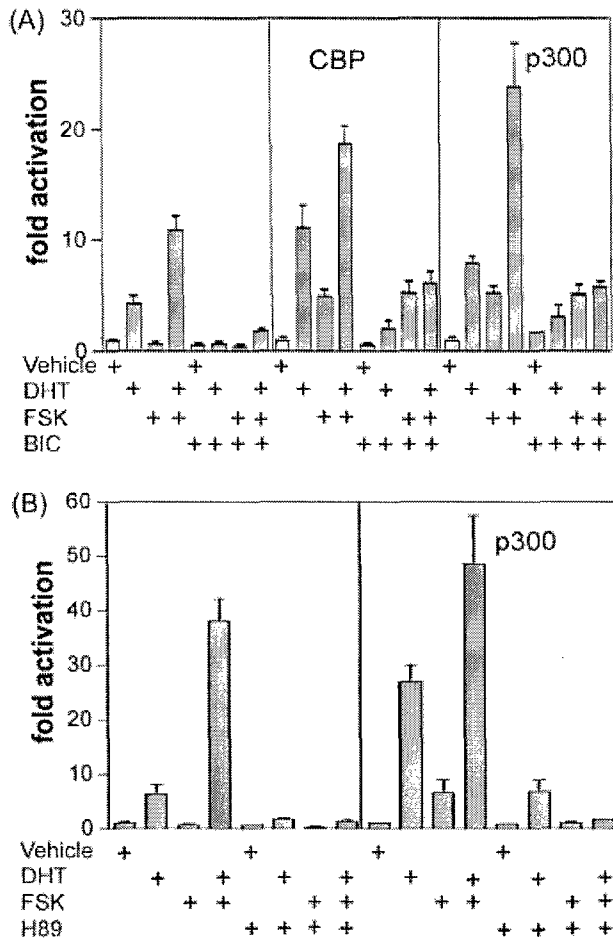 (A)
30
20
10
0
fold activation
CBP
p300
Vehicle + + + + + +
DHT + + + + + + + + + + + +
FSK + + + + + + + + + + + +
BIC + + + + + + + + + + + +
(B)
60
50
40
30
20
10
0
fold activation
p300
Vehicle + + + +
DHT + + + + + + + +
FSK + + + + + + + +
H89 + + + + + + + +